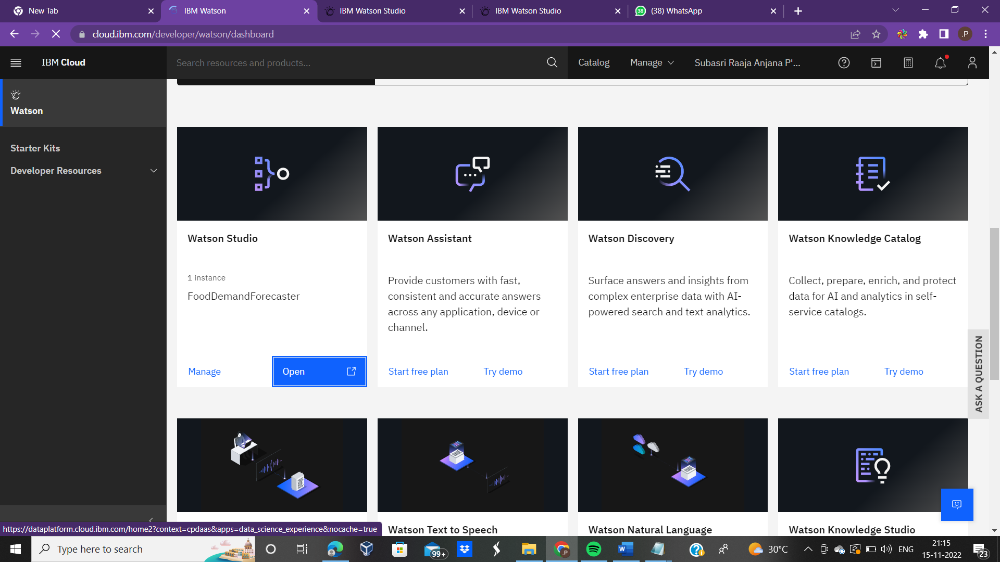 New Tab
IBM Watson
IBM Watson Studio
IBM Watson Studio
38
(38) WhatsApp
cloud.ibm.com/developer/watson/dashboard
.P
IBM Cloud
Search resources and products...
Catalog
Manage
Subasri Raaja Anjana P'...
Watson
Starter Kits
Developer Resources
Watson Studio
1 instance
FoodDemandForecaster
Manage
Open
Watson Assistant
Provide customers with fast,
consistent and accurate answers
across any application, device or
channel.
Start free plan
Try demo
Watson Discovery
Surface answers and insights from
complex enterprise data with AI-
powered search and text analytics.
Start free plan
Try demo
Watson Knowledge Catalog
Collect, prepare, enrich, and protect
data for AI and analytics in self-
service catalogs.
Start free plan
Try demo
ASK A QUESTION
Watson Text to Speech
Watson Natural Language
Watson Knowledge Studio
https://dataplatform.cloud.ibm.com/home2?context=cpdaas&apps=data_science_experience&nocache=true
Type here to search
99+
P
W
30°C
ENG
21:15
15-11-2022
23